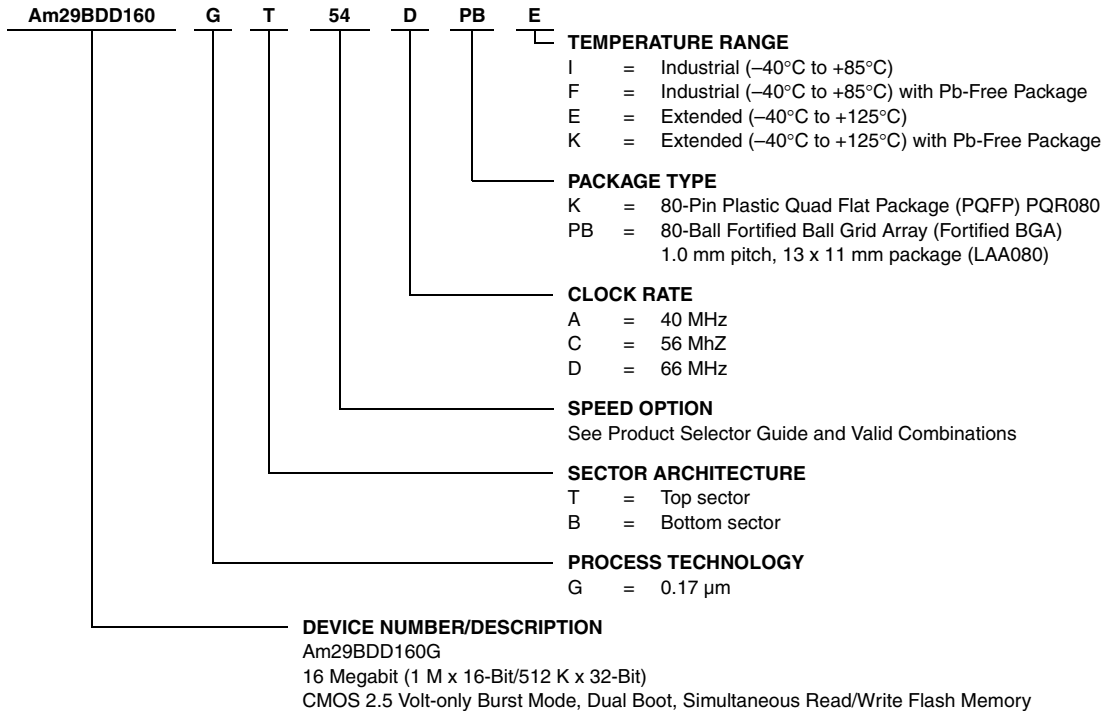 Am29BDD160 G T 54 D PB E
TEMPERATURE RANGE
I = Industrial (–40°C to +85°C)
F = Industrial (–40°C to +85°C) with Pb-Free Package
E = Extended (–40°C to +125°C)
K = Extended (–40°C to +125°C) with Pb-Free Package
PACKAGE TYPE
K = 80-Pin Plastic Quad Flat Package (PQFP) PQR080
PB = 80-Ball Fortified Ball Grid Array (Fortified BGA)
1.0 mm pitch, 13 x 11 mm package (LAA080)
CLOCK RATE
A = 40 MHz
C = 56 MhZ
D = 66 MHz
SPEED OPTION
See Product Selector Guide and Valid Combinations
SECTOR ARCHITECTURE
T = Top sector
B = Bottom sector
PROCESS TECHNOLOGY
G = 0.17 µm
DEVICE NUMBER/DESCRIPTION
Am29BDD160G
16 Megabit (1 M x 16-Bit/512 K x 32-Bit)
CMOS 2.5 Volt-only Burst Mode, Dual Boot, Simultaneous Read/Write Flash Memory